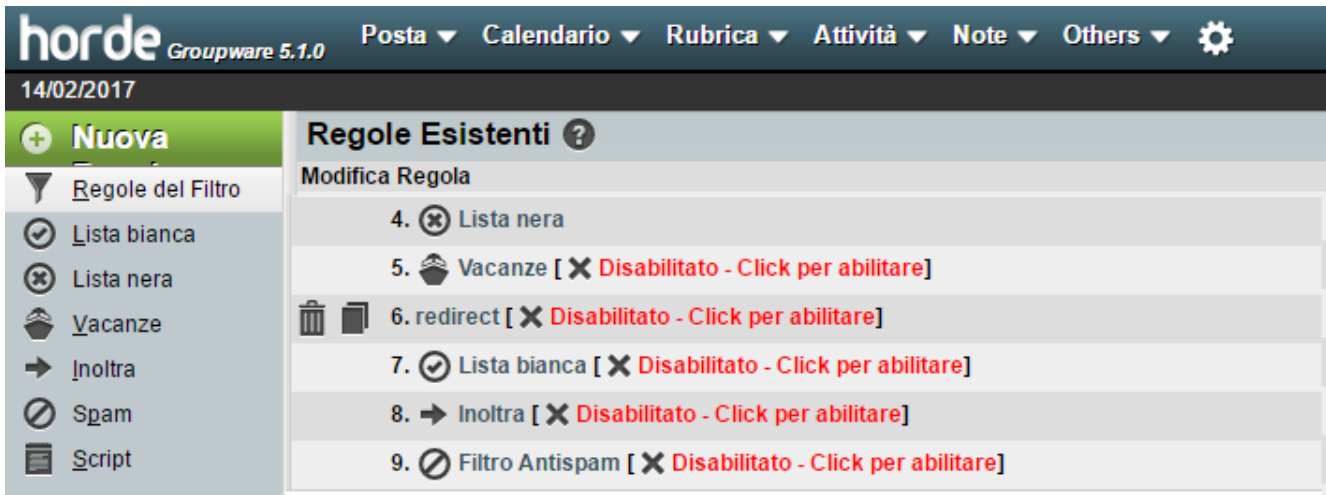 horde Groupware 5.1.0 Posta Calendario Rubrica Attività Note Others
14/02/2017
Nuova
Regole Esistenti
Modifica Regola
Regole del Filtro
Lista bianca
Lista nera
Vacanze
Inoltra
Spam
Script
4. Lista nera
5. Vacanze [ Disabilitato - Click per abilitare]
6. redirect [ Disabilitato - Click per abilitare]
7. Lista bianca [ Disabilitato - Click per abilitare]
8. Inoltra [ Disabilitato - Click per abilitare]
9. Filtro Antispam [ Disabilitato - Click per abilitare]